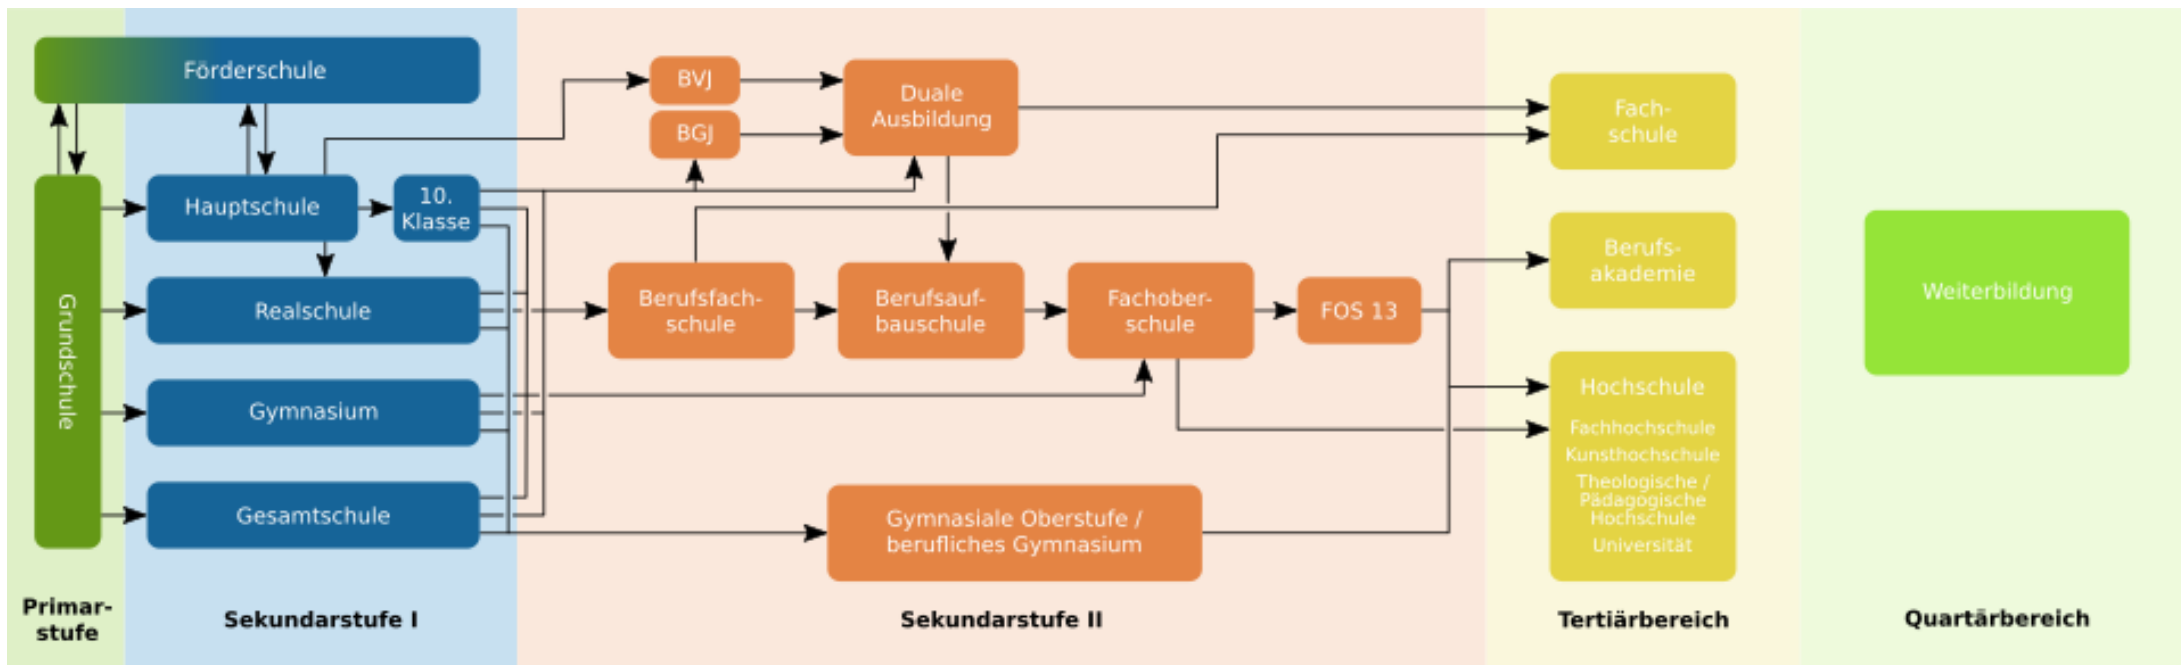 Förderschule
Grundschule
Hauptschule
10.
Klasse
Realschule
Gymnasium
Gesamtschule
BVJ
BGJ
Duale
Ausbildung
Berufsfach-
schule
Berufsauf-
bauschule
Fachober-
schule
FOS 13
Gymnasiale Oberstufe /
berufliches Gymnasium
Fach-
schule
Berufs-
akademie
Hochschule
Fachhochschule
Kunsthochschule
Theologische /
Pädagogische
Hochschule
Universität
Weiterbildung
Primar-
stufe
Sekundarstufe I
Sekundarstufe II
Tertiärbereich
Quartärbereich